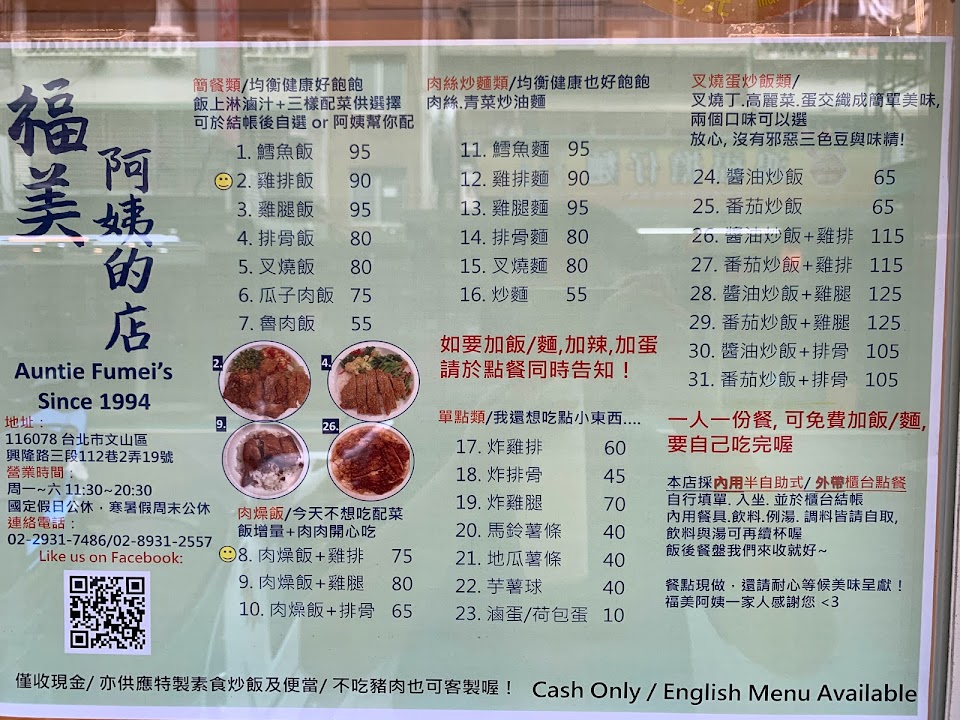 福美
阿姨的店
Auntie Fumei's
Since 1994
地址：
116078 台北市文山區
興隆路三段112巷2弄19號
營業時間：
周一~六 11:30~20:30
國定假日公休，寒暑假周末公休
連絡電話：
02-2931-7486/02-8931-2557
Like us on Facebook:
簡餐類/均衡健康好飽飽
飯上淋滷汁+三樣配菜供選擇
可於結帳後自選 or 阿姨幫你配
1. 鱈魚飯 95
2. 雞排飯 90
3. 雞腿飯 95
4. 排骨飯 80
5. 叉燒飯 80
6. 瓜子肉飯 75
7. 魯肉飯 55
2.
4.
9.
26.
肉燥飯/今天不想吃配菜
飯增量+肉肉開心吃
8. 肉燥飯+雞排 75
9. 肉燥飯+雞腿 80
10. 肉燥飯+排骨 65
肉絲炒麵類/均衡健康也好飽飽
肉絲.青菜炒油麵
11. 鱈魚麵 95
12. 雞排麵 90
13. 雞腿麵 95
14. 排骨麵 80
15. 叉燒麵 80
16. 炒麵 55
如要加飯/麵,加辣,加蛋
請於點餐同時告知！
單點類/我還想吃點小東西....
17. 炸雞排 60
18. 炸排骨 45
19. 炸雞腿 70
20. 馬鈴薯條 40
21. 地瓜薯條 40
22. 芋薯球 40
23. 滷蛋/荷包蛋 10
叉燒蛋炒飯類/
叉燒丁.高麗菜.蛋交織成簡單美味,
兩個口味可以選
放心, 沒有邪惡三色豆與味精!
24. 醬油炒飯 65
25. 番茄炒飯 65
26. 醬油炒飯+雞排 115
27. 番茄炒飯+雞排 115
28. 醬油炒飯+雞腿 125
29. 番茄炒飯+雞腿 125
30. 醬油炒飯+排骨 105
31. 番茄炒飯+排骨 105
一人一份餐, 可免費加飯/麵,
要自己吃完喔
本店採內用半自助式/ 外帶櫃台點餐
自行填單. 入坐. 並於櫃台結帳
內用餐具.飲料.例湯. 調料皆請自取,
飲料與湯可再續杯喔
飯後餐盤我們來收就好~
餐點現做．還請耐心等候美味呈獻！
福美阿姨一家人感謝您 <3
僅收現金/ 亦供應特製素食炒飯及便當/ 不吃豬肉也可客製喔！ Cash Only / English Menu Available